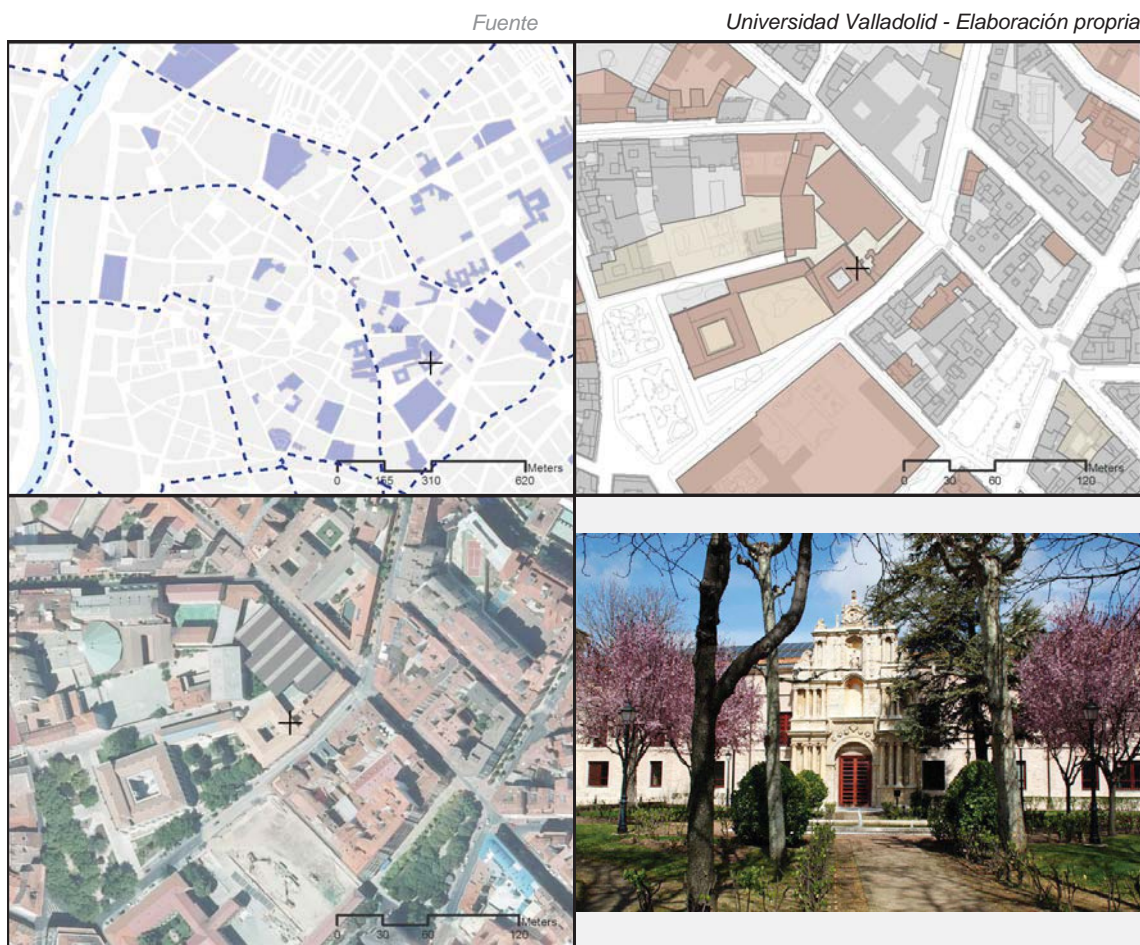 Fuente
Universidad Valladolid - Elaboración propria
Meters
0 155 310 620
Meters
0 30 60 120
Meters
0 30 60 120